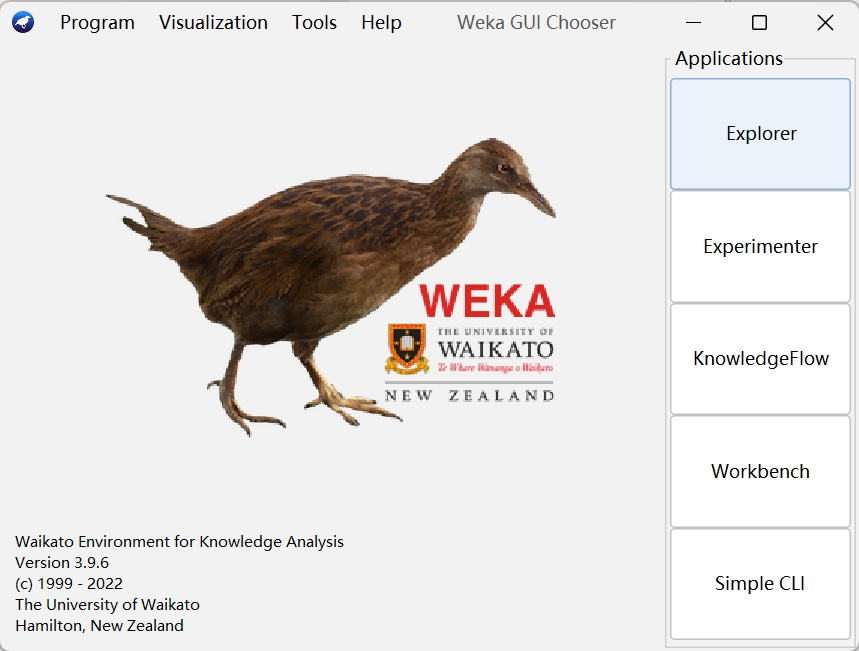 Program Visualization Tools Help Weka GUI Chooser
Applications
Explorer
Experimenter
KnowledgeFlow
Workbench
Simple CLI
WEKA
THE UNIVERSITY OF
WAIKATO
Te Whare Wānanga o Waikato
NEW ZEALAND
Waikato Environment for Knowledge Analysis
Version 3.9.6
(c) 1999 - 2022
The University of Waikato
Hamilton, New Zealand